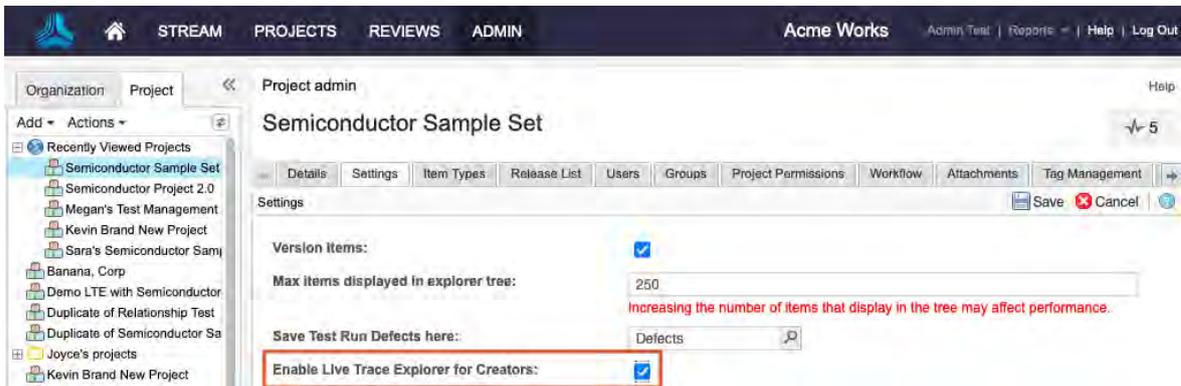 STREAM PROJECTS REVIEWS ADMIN Acme Works Admin Test | Reports | Help | Log Out
Organization Project
Project admin Help
Add Actions
Semiconductor Sample Set 5
Recently Viewed Projects
Semiconductor Sample Set
Details Settings Item Types Release List Users Groups Project Permissions Workflow Attachments Tag Management
Semiconductor Project 2.0
Megan's Test Management
Settings Save Cancel
Kevin Brand New Project
Sara's Semiconductor Samp
Version Items:
Banana, Corp
Max items displayed in explorer tree: 250
Demo LTE with Semiconductor
Increasing the number of items that display in the tree may affect performance.
Duplicate of Relationship Test
Duplicate of Semiconductor Sa
Save Test Run Defects here: Defects
Joyce's projects
Enable Live Trace Explorer for Creators:
Kevin Brand New Project